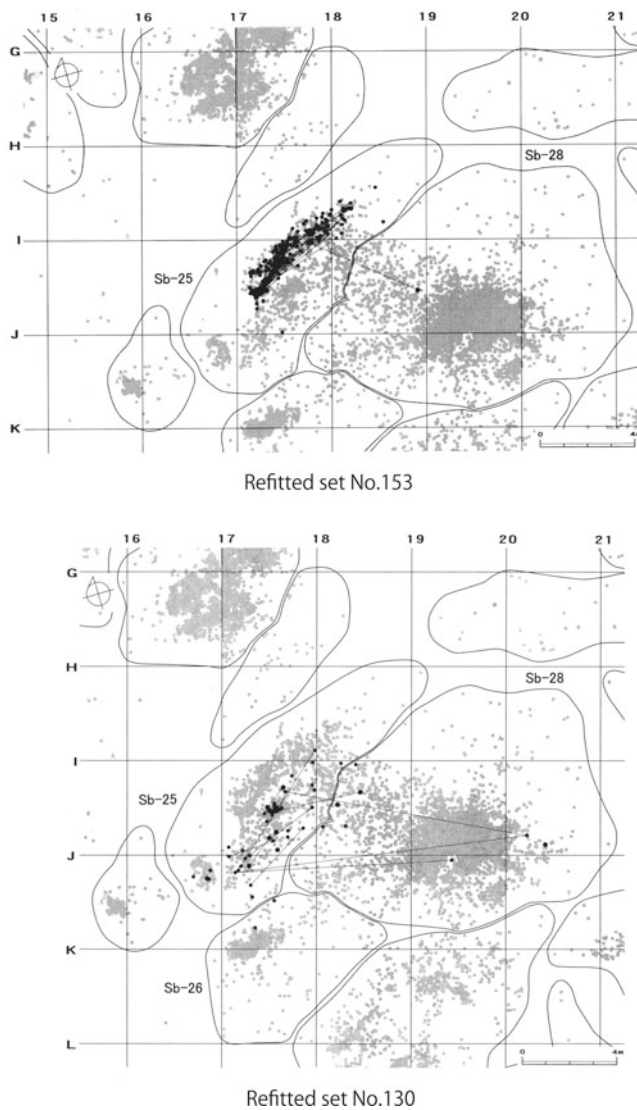 15 16 17 18 19 20 21
G
H
Sb-28
I
Sb-25
J
K
0 4m
Refitted set No.153
16 17 18 19 20 21
G
H
Sb-28
I
Sb-25
J
K
Sb-26
L
0 4m
Refitted set No.130